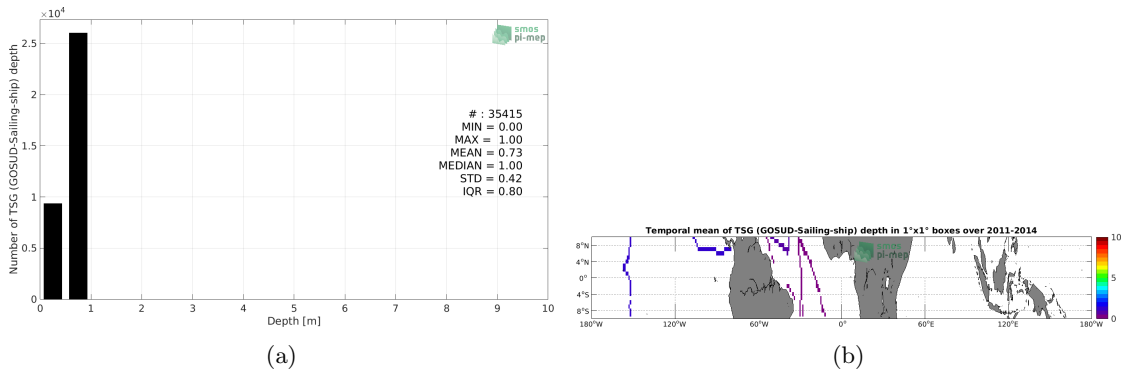 ×10⁴
smos
pi-mep
2.5
2
1.5
1
0.5
0
Number of TSG (GOSUD-Sailing-ship) depth
# : 35415
MIN = 0.00
MAX = 1.00
MEAN = 0.73
MEDIAN = 1.00
STD = 0.42
IQR = 0.80
0 1 2 3 4 5 6 7 8 9 10
Depth [m]
(a)
Temporal mean of TSG (GOSUD-Sailing-ship) depth in 1°x1° boxes over 2011-2014
smos
pi-mep
8°N
4°N
0°
4°S
8°S
180°W 120°W 60°W 0° 60°E 120°E 180°W
10
5
0
(b)